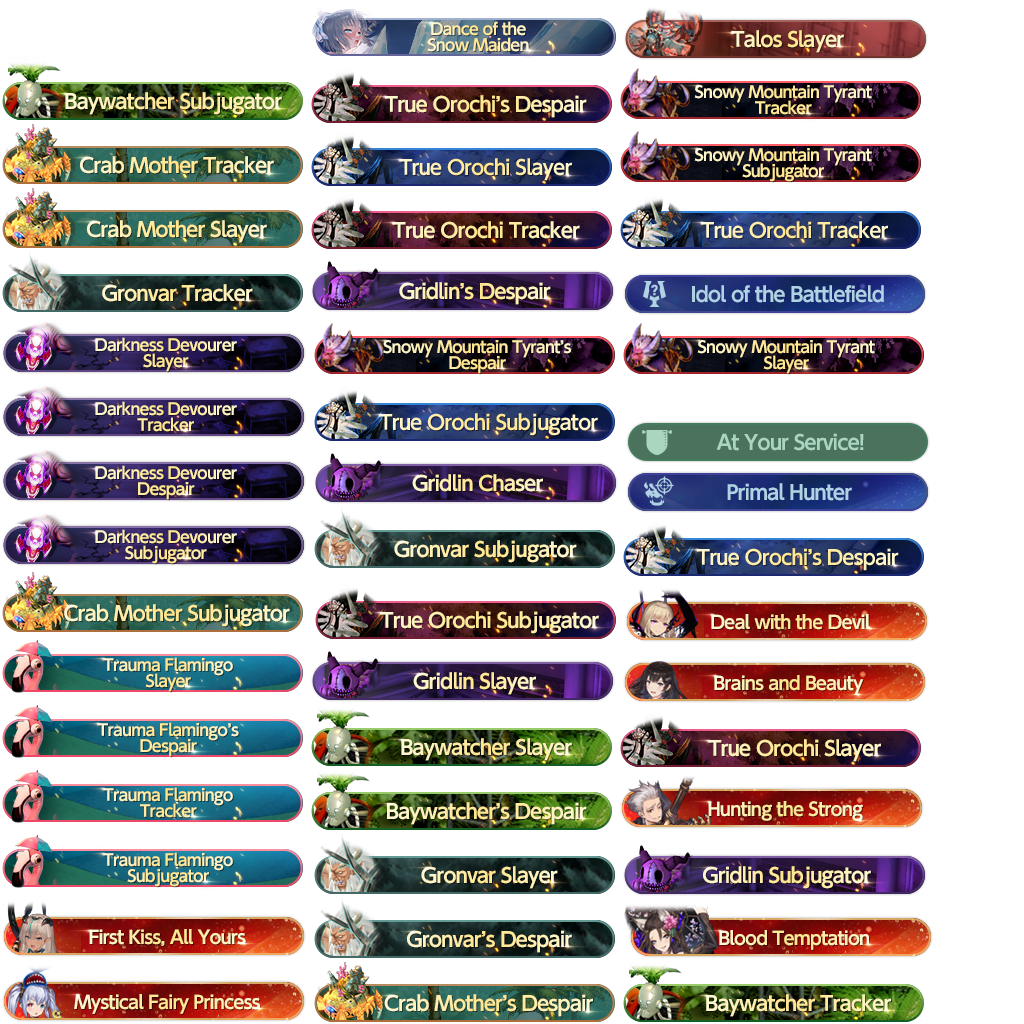 Dance of the
Snow Maiden
Talos Slayer
Baywatcher Subjugator
True Orochi's Despair
Snowy Mountain Tyrant
Tracker
Crab Mother Tracker
True Orochi Slayer
Snowy Mountain Tyrant
Subjugator
Crab Mother Slayer
True Orochi Tracker
True Orochi Tracker
Gronvar Tracker
Gridlin's Despair
Idol of the Battlefield
Darkness Devourer
Slayer
Snowy Mountain Tyrant's
Despair
Snowy Mountain Tyrant
Slayer
Darkness Devourer
Tracker
True Orochi Subjugator
At Your Service!
Darkness Devourer
Despair
Gridlin Chaser
Primal Hunter
Darkness Devourer
Subjugator
Gronvar Subjugator
True Orochi's Despair
Crab Mother Subjugator
True Orochi Subjugator
Deal with the Devil
Trauma Flamingo
Slayer
Gridlin Slayer
Brains and Beauty
Trauma Flamingo's
Despair
Baywatcher Slayer
True Orochi Slayer
Trauma Flamingo
Tracker
Baywatcher's Despair
Hunting the Strong
Trauma Flamingo
Subjugator
Gronvar Slayer
Gridlin Subjugator
First Kiss, All Yours
Gronvar's Despair
Blood Temptation
Mystical Fairy Princess
Crab Mother's Despair
Baywatcher Tracker